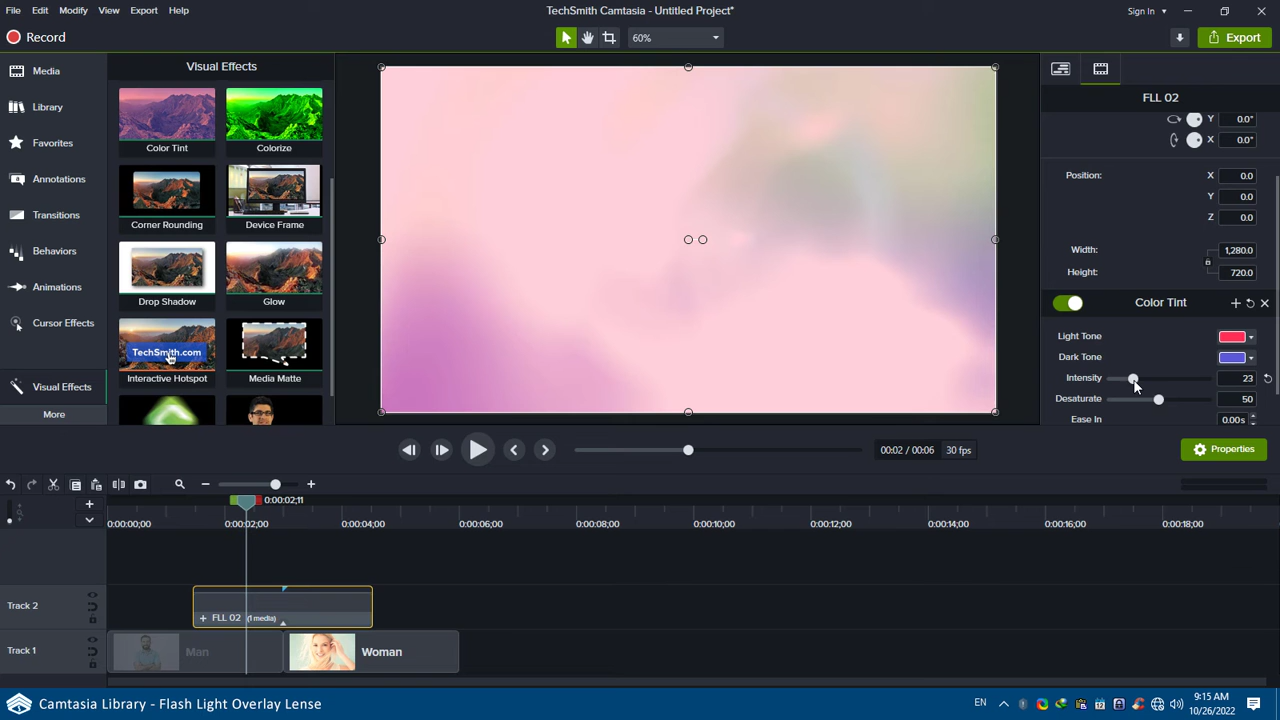 File Edit Modify View Export Help
TechSmith Camtasia - Untitled Project*
Sign In
Record
60%
Export
Media
Library
Favorites
Annotations
Transitions
Behaviors
Animations
Cursor Effects
Visual Effects
More
Visual Effects
Color Tint Colorize
Corner Rounding Device Frame
Drop Shadow Glow
TechSmith.com
Interactive Hotspot Media Matte
FLL 02
Y 0.0°
X 0.0°
Position: X 0.0
Y 0.0
Z 0.0
Width: 1,280.0
Height: 720.0
Color Tint
Light Tone
Dark Tone
Intensity 23
Desaturate 50
Ease In 0.00s
00:02 / 00:06 30 fps
Properties
0:00:02;11
0:00:00;00 0:00:02;00 0:00:04;00 0:00:06;00 0:00:08;00 0:00:10;00 0:00:12;00 0:00:14;00 0:00:16;00 0:00:18;00
Track 2
+ FLL 02 (1 media)
Track 1
Man
Woman
Camtasia Library - Flash Light Overlay Lense
EN
9:15 AM
10/26/2022